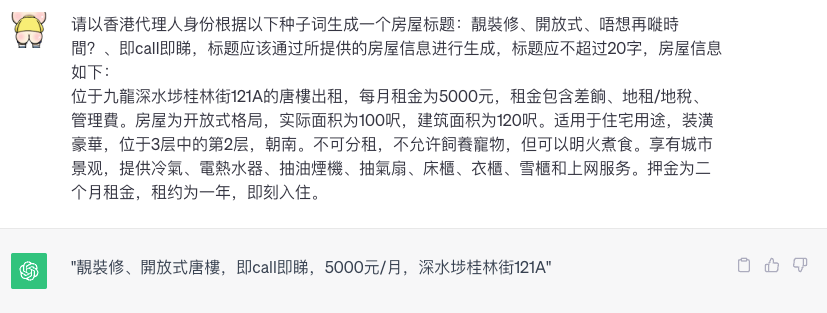 请以香港代理人身份根据以下种子词生成一个房屋标题：靚裝修、開放式、唔想再嘥時
間？、即call即睇，标题应该通过所提供的房屋信息进行生成，标题应不超过20字，房屋信息
如下：
位于九龍深水埗桂林街121A的唐樓出租，每月租金为5000元，租金包含差餉、地租/地稅、
管理費。房屋为开放式格局，实际面积为100呎，建筑面积为120呎。适用于住宅用途，装潢
豪華，位于3层中的第2层，朝南。不可分租，不允许飼養寵物，但可以明火煮食。享有城市
景观，提供冷氣、電熱水器、抽油煙機、抽氣扇、床櫃、衣櫃、雪櫃和上网服务。押金为二
个月租金，租约为一年，即刻入住。
"靚裝修、開放式唐樓，即call即睇，5000元/月，深水埗桂林街121A"